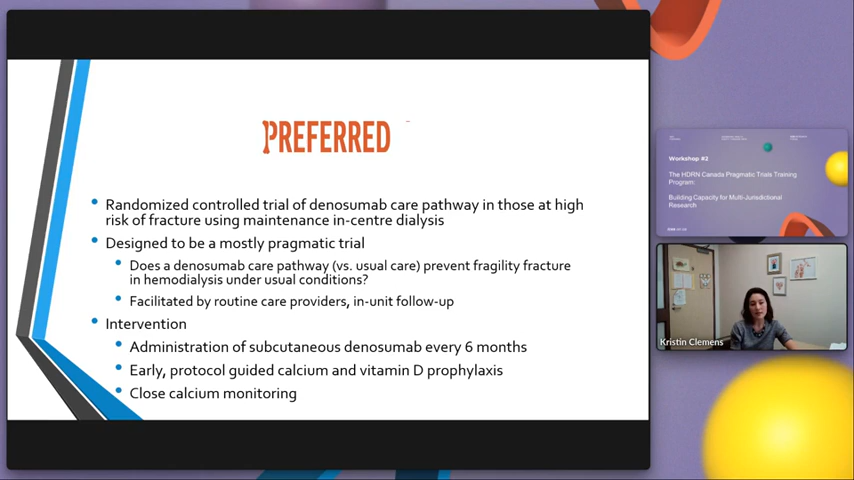 PREFERRED
Randomized controlled trial of denosumab care pathway in those at high
risk of fracture using maintenance in-centre dialysis
Designed to be a mostly pragmatic trial
Does a denosumab care pathway (vs. usual care) prevent fragility fracture
in hemodialysis under usual conditions?
Facilitated by routine care providers, in-unit follow-up
Intervention
Administration of subcutaneous denosumab every 6 months
Early, protocol guided calcium and vitamin D prophylaxis
Close calcium monitoring
Workshop #2
The HDRN Canada Pragmatic Trials Training
Program:
Building Capacity for Multi-Jurisdictional
Research
Kristin Clemens